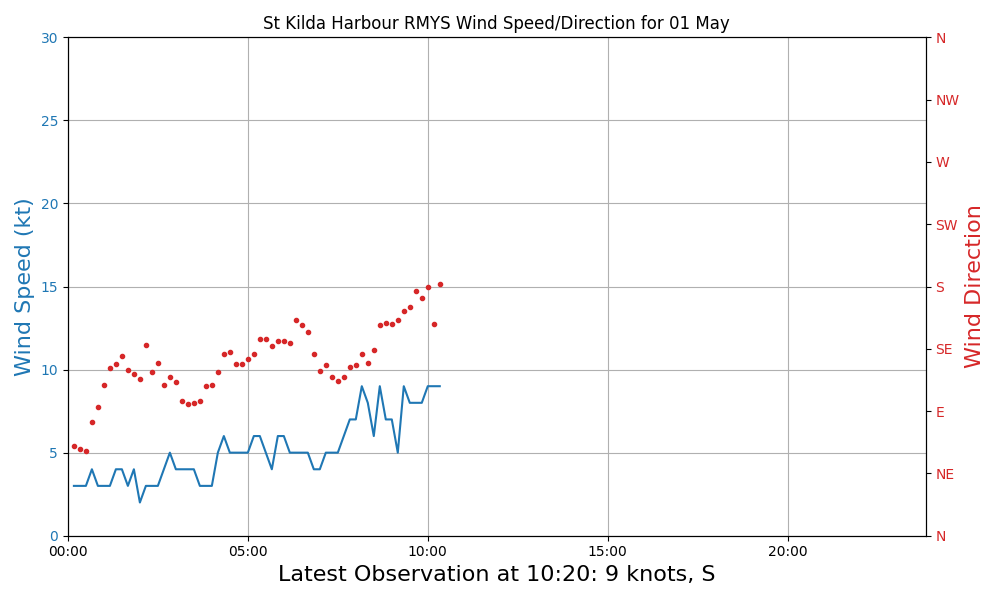 St Kilda Harbour RMYS Wind Speed/Direction for 01 May
30
25
20
15
10
5
0
Wind Speed (kt)
N
NW
W
SW
S
SE
E
NE
N
Wind Direction
00:00 05:00 10:00 15:00 20:00
Latest Observation at 10:20: 9 knots, S